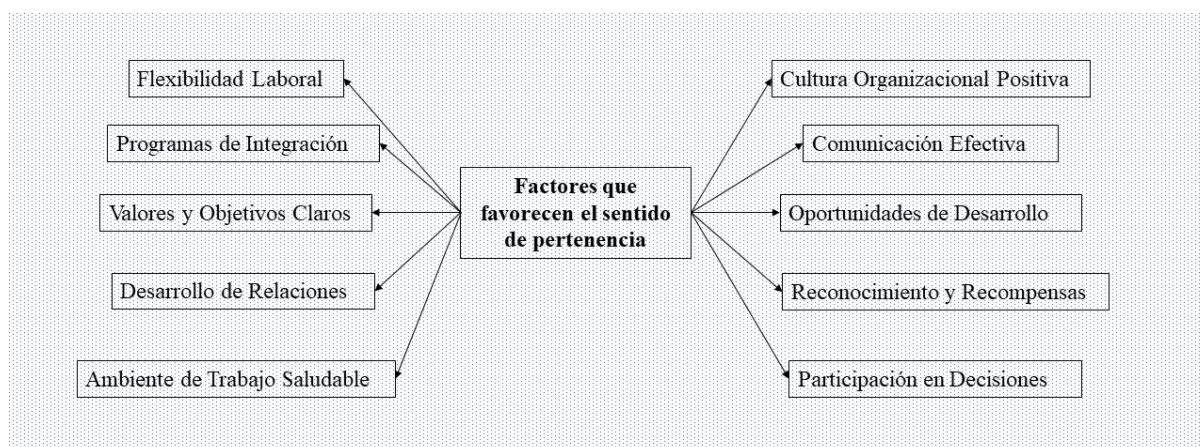 Flexibilidad Laboral
Programas de Integración
Valores y Objetivos Claros
Desarrollo de Relaciones
Ambiente de Trabajo Saludable
Factores que
favorecen el sentido
de pertenencia
Cultura Organizacional Positiva
Comunicación Efectiva
Oportunidades de Desarrollo
Reconocimiento y Recompensas
Participación en Decisiones